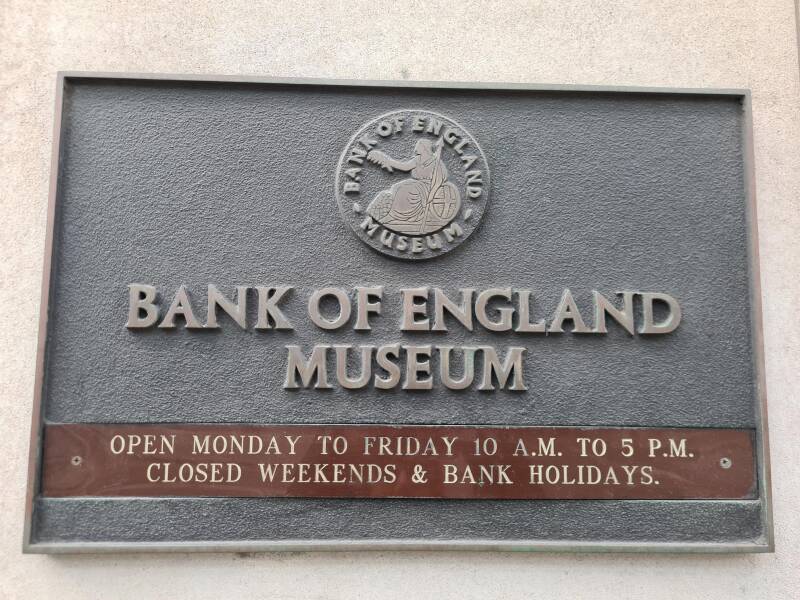 BANK OF ENGLAND
MUSEUM
BANK OF ENGLAND
MUSEUM
OPEN MONDAY TO FRIDAY 10 A.M. TO 5 P.M.
CLOSED WEEKENDS & BANK HOLIDAYS.